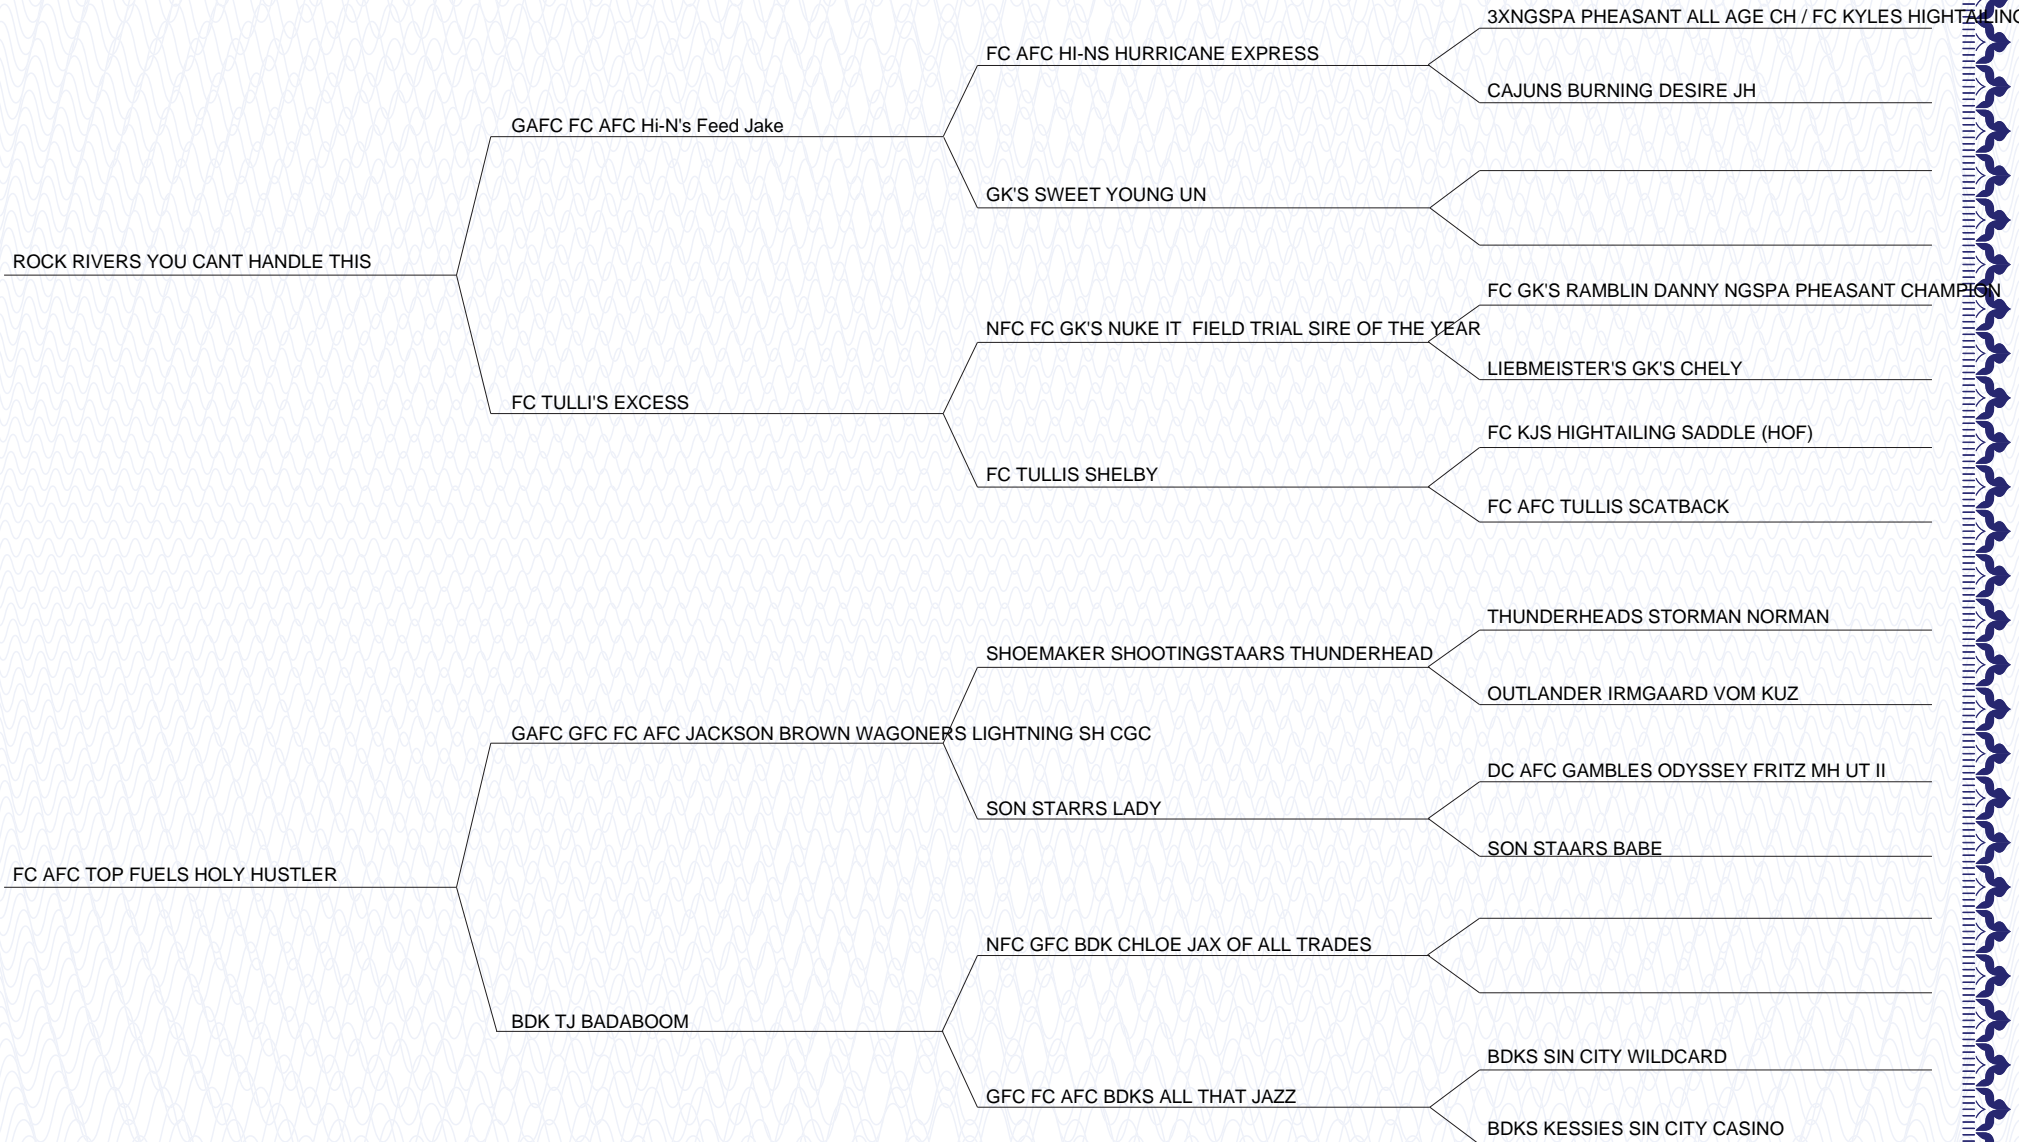 3XNGSPA PHEASANT ALL AGE CH / FC KYLES HIGHTAILING
FC AFC HI-NS HURRICANE EXPRESS
CAJUNS BURNING DESIRE JH
GAFC FC AFC Hi-N's Feed Jake
GK'S SWEET YOUNG UN
ROCK RIVERS YOU CANT HANDLE THIS
FC GK'S RAMBLIN DANNY NGSPA PHEASANT CHAMPION
NFC FC GK'S NUKE IT  FIELD TRIAL SIRE OF THE YEAR
LIEBMEISTER'S GK'S CHELY
FC TULLI'S EXCESS
FC KJS HIGHTAILING SADDLE (HOF)
FC TULLIS SHELBY
FC AFC TULLIS SCATBACK
THUNDERHEADS STORMAN NORMAN
SHOEMAKER SHOOTINGSTAARS THUNDERHEAD
OUTLANDER IRMGAARD VOM KUZ
GAFC GFC FC AFC JACKSON BROWN WAGONERS LIGHTNING SH CGC
DC AFC GAMBLES ODYSSEY FRITZ MH UT II
SON STARRS LADY
SON STAARS BABE
FC AFC TOP FUELS HOLY HUSTLER
NFC GFC BDK CHLOE JAX OF ALL TRADES
BDK TJ BADABOOM
BDKS SIN CITY WILDCARD
GFC FC AFC BDKS ALL THAT JAZZ
BDKS KESSIES SIN CITY CASINO